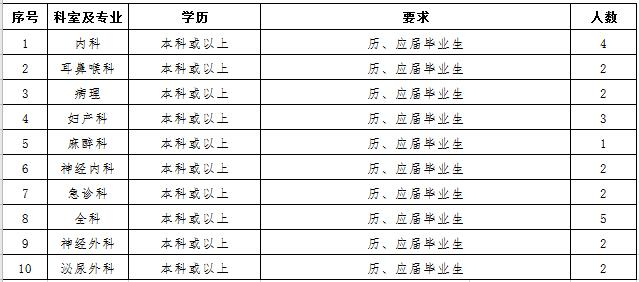 序号 科室及专业 学历 要求 人数
1 内科 本科或以上 历、应届毕业生 4
2 耳鼻喉科 本科或以上 历、应届毕业生 2
3 病理 本科或以上 历、应届毕业生 2
4 妇产科 本科或以上 历、应届毕业生 3
5 麻醉科 本科或以上 历、应届毕业生 1
6 神经内科 本科或以上 历、应届毕业生 2
7 急诊科 本科或以上 历、应届毕业生 2
8 全科 本科或以上 历、应届毕业生 5
9 神经外科 本科或以上 历、应届毕业生 2
10 泌尿外科 本科或以上 历、应届毕业生 2